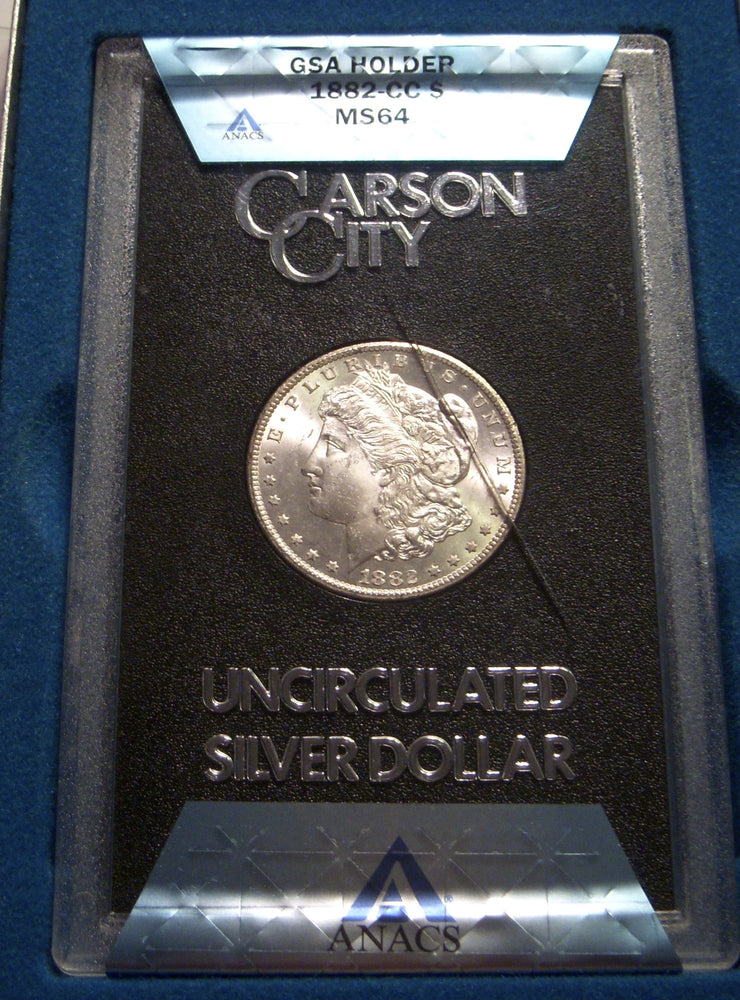 GSA HOLDER
1882-CC $
MS64
ANACS
CARSON
CITY
E · PLURIBUS · UNUM
1882
UNCIRCULATED
SILVER DOLLAR
ANACS